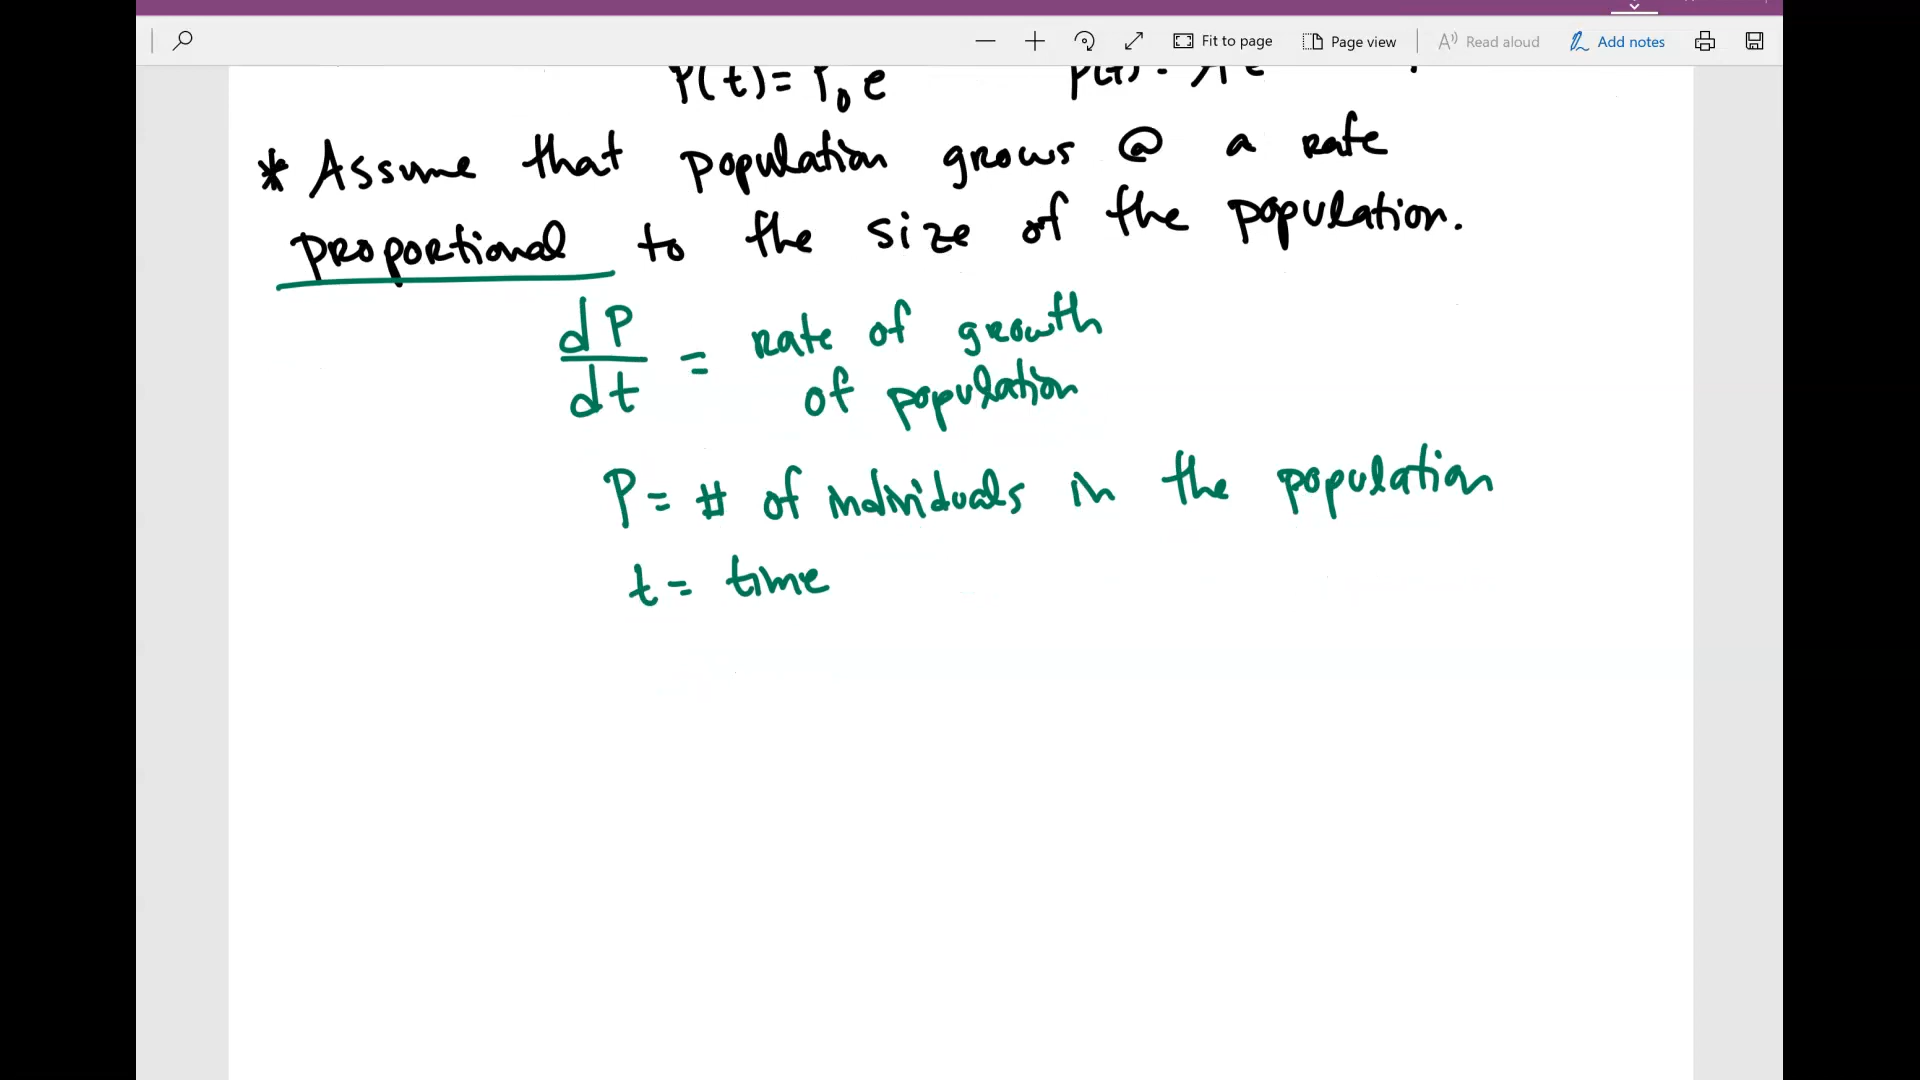 Fit to page Page view Read aloud Add notes
P(t) = P₀ e
* Assume that population grows @ a rate
proportional to the size of the population.
dP/dt = rate of growth
of population
P = # of individuals in the population
t = time